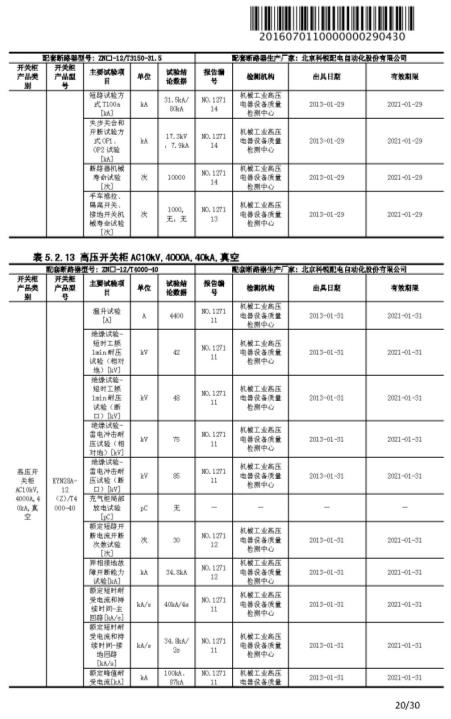 2016070110000000290430
配套断路器型号: ZN□-12/T3150-31.5 配套断路器生产厂家: 北京科锐配电自动化股份有限公司
开关柜产品类别 开关柜产品型号 主要试验项目 单位 试验结论数据 报告编号 检测机构 出具日期 有效期限
短路试验方式T100a[kA] kA 31.5kA/80kA NO.127114 机械工业高压电器设备质量检测中心 2013-01-29 2021-01-29
失步关合和开断试验方式OP1、OP2试验[kA] kA 17.3kV,7.9kA NO.127114 机械工业高压电器设备质量检测中心 2013-01-29 2021-01-29
断路器机械寿命试验[次] 次 10000 NO.127114 机械工业高压电器设备质量检测中心 2013-01-29 2021-01-29
手车推拉、隔离开关、接地开关机械寿命试验[次] 次 1000,无,无 NO.127113 机械工业高压电器设备质量检测中心 2013-01-29 2021-01-29
表 5.2.13 高压开关柜 AC10kV,4000A,40kA,真空
配套断路器型号: ZN□-12/T4000-40 配套断路器生产厂家: 北京科锐配电自动化股份有限公司
开关柜产品类别 开关柜产品型号 主要试验项目 单位 试验结论数据 报告编号 检测机构 出具日期 有效期限
高压开关柜AC10kV,4000A,40kA,真空 KYN28A-12(Z)/T4000-40
温升试验[A] A 4400 NO.127111 机械工业高压电器设备质量检测中心 2013-01-31 2021-01-31
绝缘试验-短时工频1min耐压试验(相对地)[kV] kV 42 NO.127111 机械工业高压电器设备质量检测中心 2013-01-31 2021-01-31
绝缘试验-短时工频1min耐压试验(断口)[kV] kV 48 NO.127111 机械工业高压电器设备质量检测中心 2013-01-31 2021-01-31
绝缘试验-雷电冲击耐压试验(相对地)[kV] kV 75 NO.127111 机械工业高压电器设备质量检测中心 2013-01-31 2021-01-31
绝缘试验-雷电冲击耐压试验(断口)[kV] kV 85 NO.127111 机械工业高压电器设备质量检测中心 2013-01-31 2021-01-31
充气柜局部放电试验[pC] pC 无 — — — —
额定短路开断电流开断次数试验[次] 次 30 NO.127112 机械工业高压电器设备质量检测中心 2013-01-31 2021-01-31
异相接地故障开断能力试验[kA] kA 34.8kA NO.127112 机械工业高压电器设备质量检测中心 2013-01-31 2021-01-31
额定短时耐受电流和持续时间-主回路[kA/s] kA/s 40kA/4s NO.127111 机械工业高压电器设备质量检测中心 2013-01-31 2021-01-31
额定短时耐受电流和持续时间-接地回路[kA/s] kA/s 34.8kA/2s NO.127111 机械工业高压电器设备质量检测中心 2013-01-31 2021-01-31
额定峰值耐受电流[kA] kA 100kA、87kA NO.127111 机械工业高压电器设备质量 2013-01-31 2021-01-31
20/30